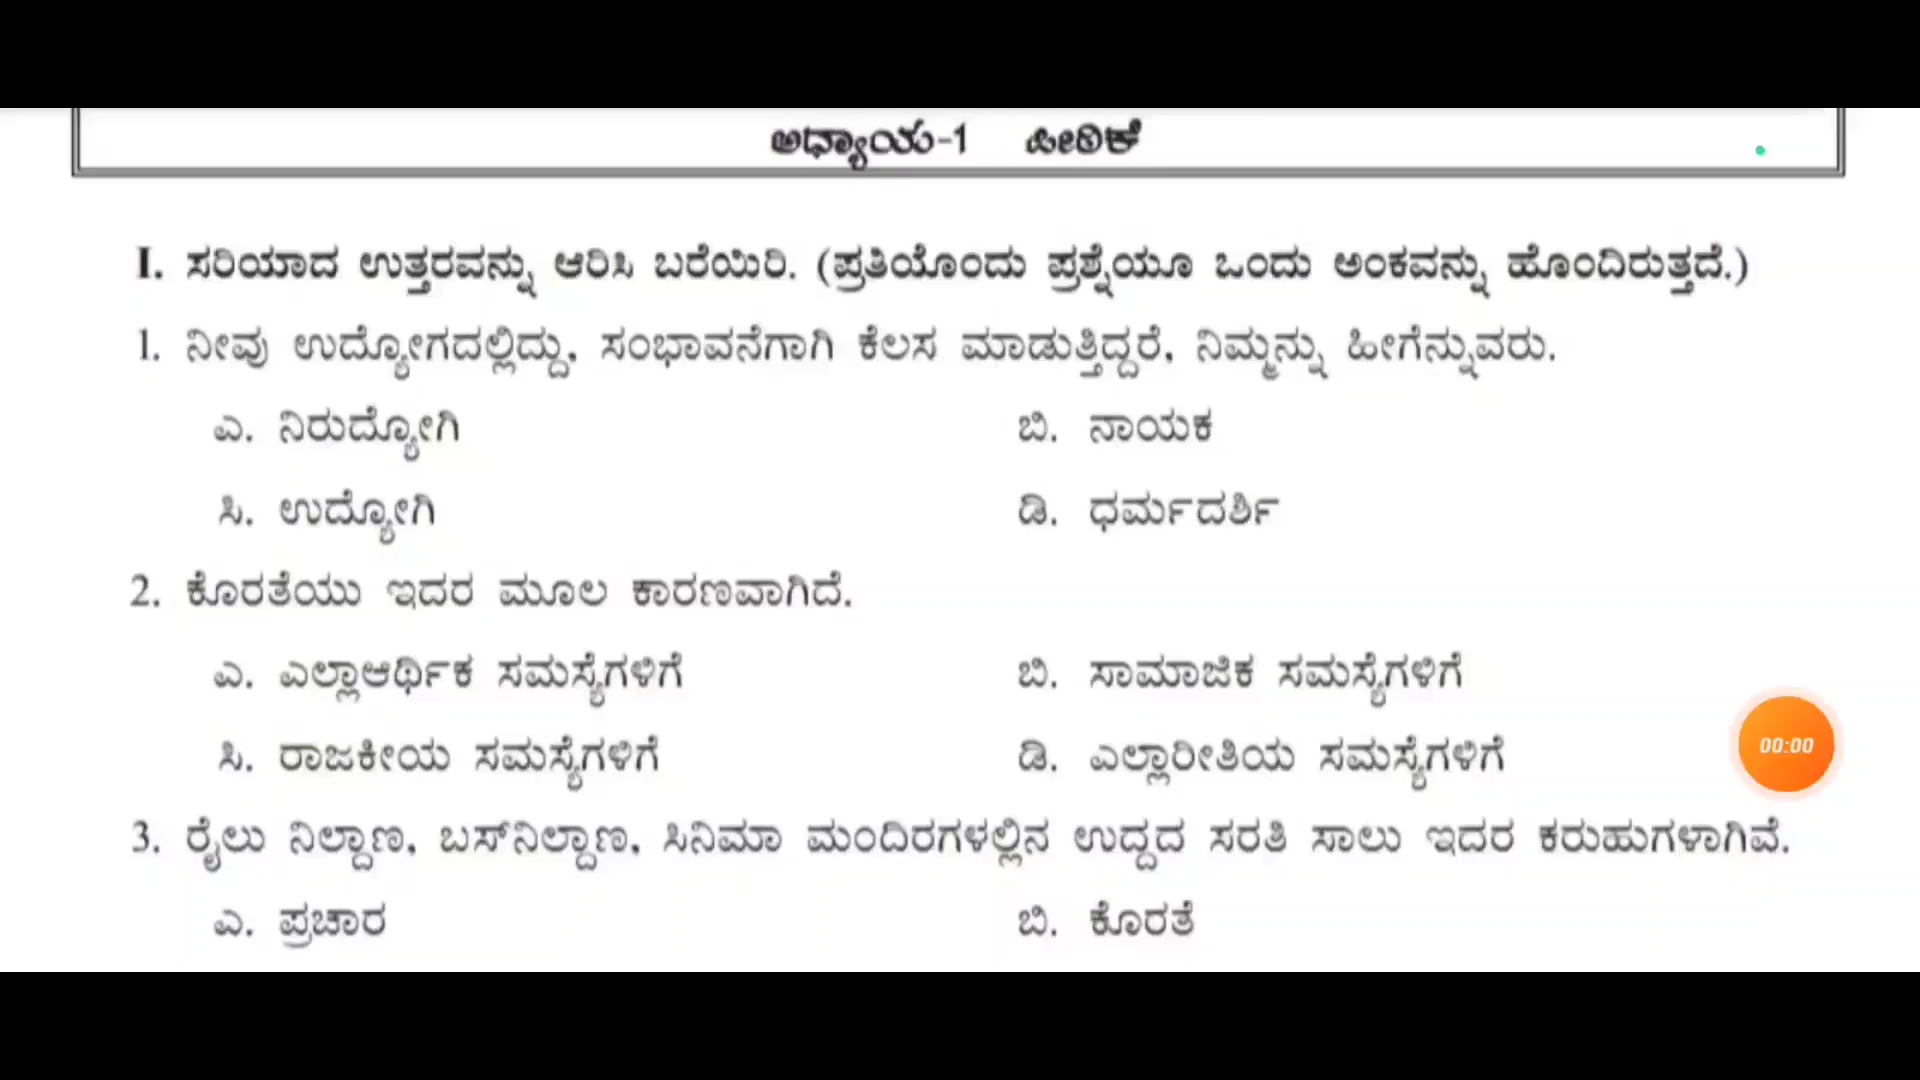 ಅಧ್ಯಾಯ-1 ಪೀಠಿಕೆ
I. ಸರಿಯಾದ ಉತ್ತರವನ್ನು ಆರಿಸಿ ಬರೆಯಿರಿ. (ಪ್ರತಿಯೊಂದು ಪ್ರಶ್ನೆಯೂ ಒಂದು ಅಂಕವನ್ನು ಹೊಂದಿರುತ್ತದೆ.)
1. ನೀವು ಉದ್ಯೋಗದಲ್ಲಿದ್ದು, ಸಂಭಾವನೆಗಾಗಿ ಕೆಲಸ ಮಾಡುತ್ತಿದ್ದರೆ, ನಿಮ್ಮನ್ನು ಹೀಗೆನ್ನುವರು.
ಎ. ನಿರುದ್ಯೋಗಿ ಬಿ. ನಾಯಕ
ಸಿ. ಉದ್ಯೋಗಿ ಡಿ. ಧರ್ಮದರ್ಶಿ
2. ಕೊರತೆಯು ಇದರ ಮೂಲ ಕಾರಣವಾಗಿದೆ.
ಎ. ಎಲ್ಲಾಆರ್ಥಿಕ ಸಮಸ್ಯೆಗಳಿಗೆ ಬಿ. ಸಾಮಾಜಿಕ ಸಮಸ್ಯೆಗಳಿಗೆ
ಸಿ. ರಾಜಕೀಯ ಸಮಸ್ಯೆಗಳಿಗೆ ಡಿ. ಎಲ್ಲಾರೀತಿಯ ಸಮಸ್ಯೆಗಳಿಗೆ
00:00
3. ರೈಲು ನಿಲ್ದಾಣ, ಬಸ್‌ನಿಲ್ದಾಣ, ಸಿನಿಮಾ ಮಂದಿರಗಳಲ್ಲಿನ ಉದ್ದದ ಸರತಿ ಸಾಲು ಇದರ ಕರುಹುಗಳಾಗಿವೆ.
ಎ. ಪ್ರಚಾರ ಬಿ. ಕೊರತೆ